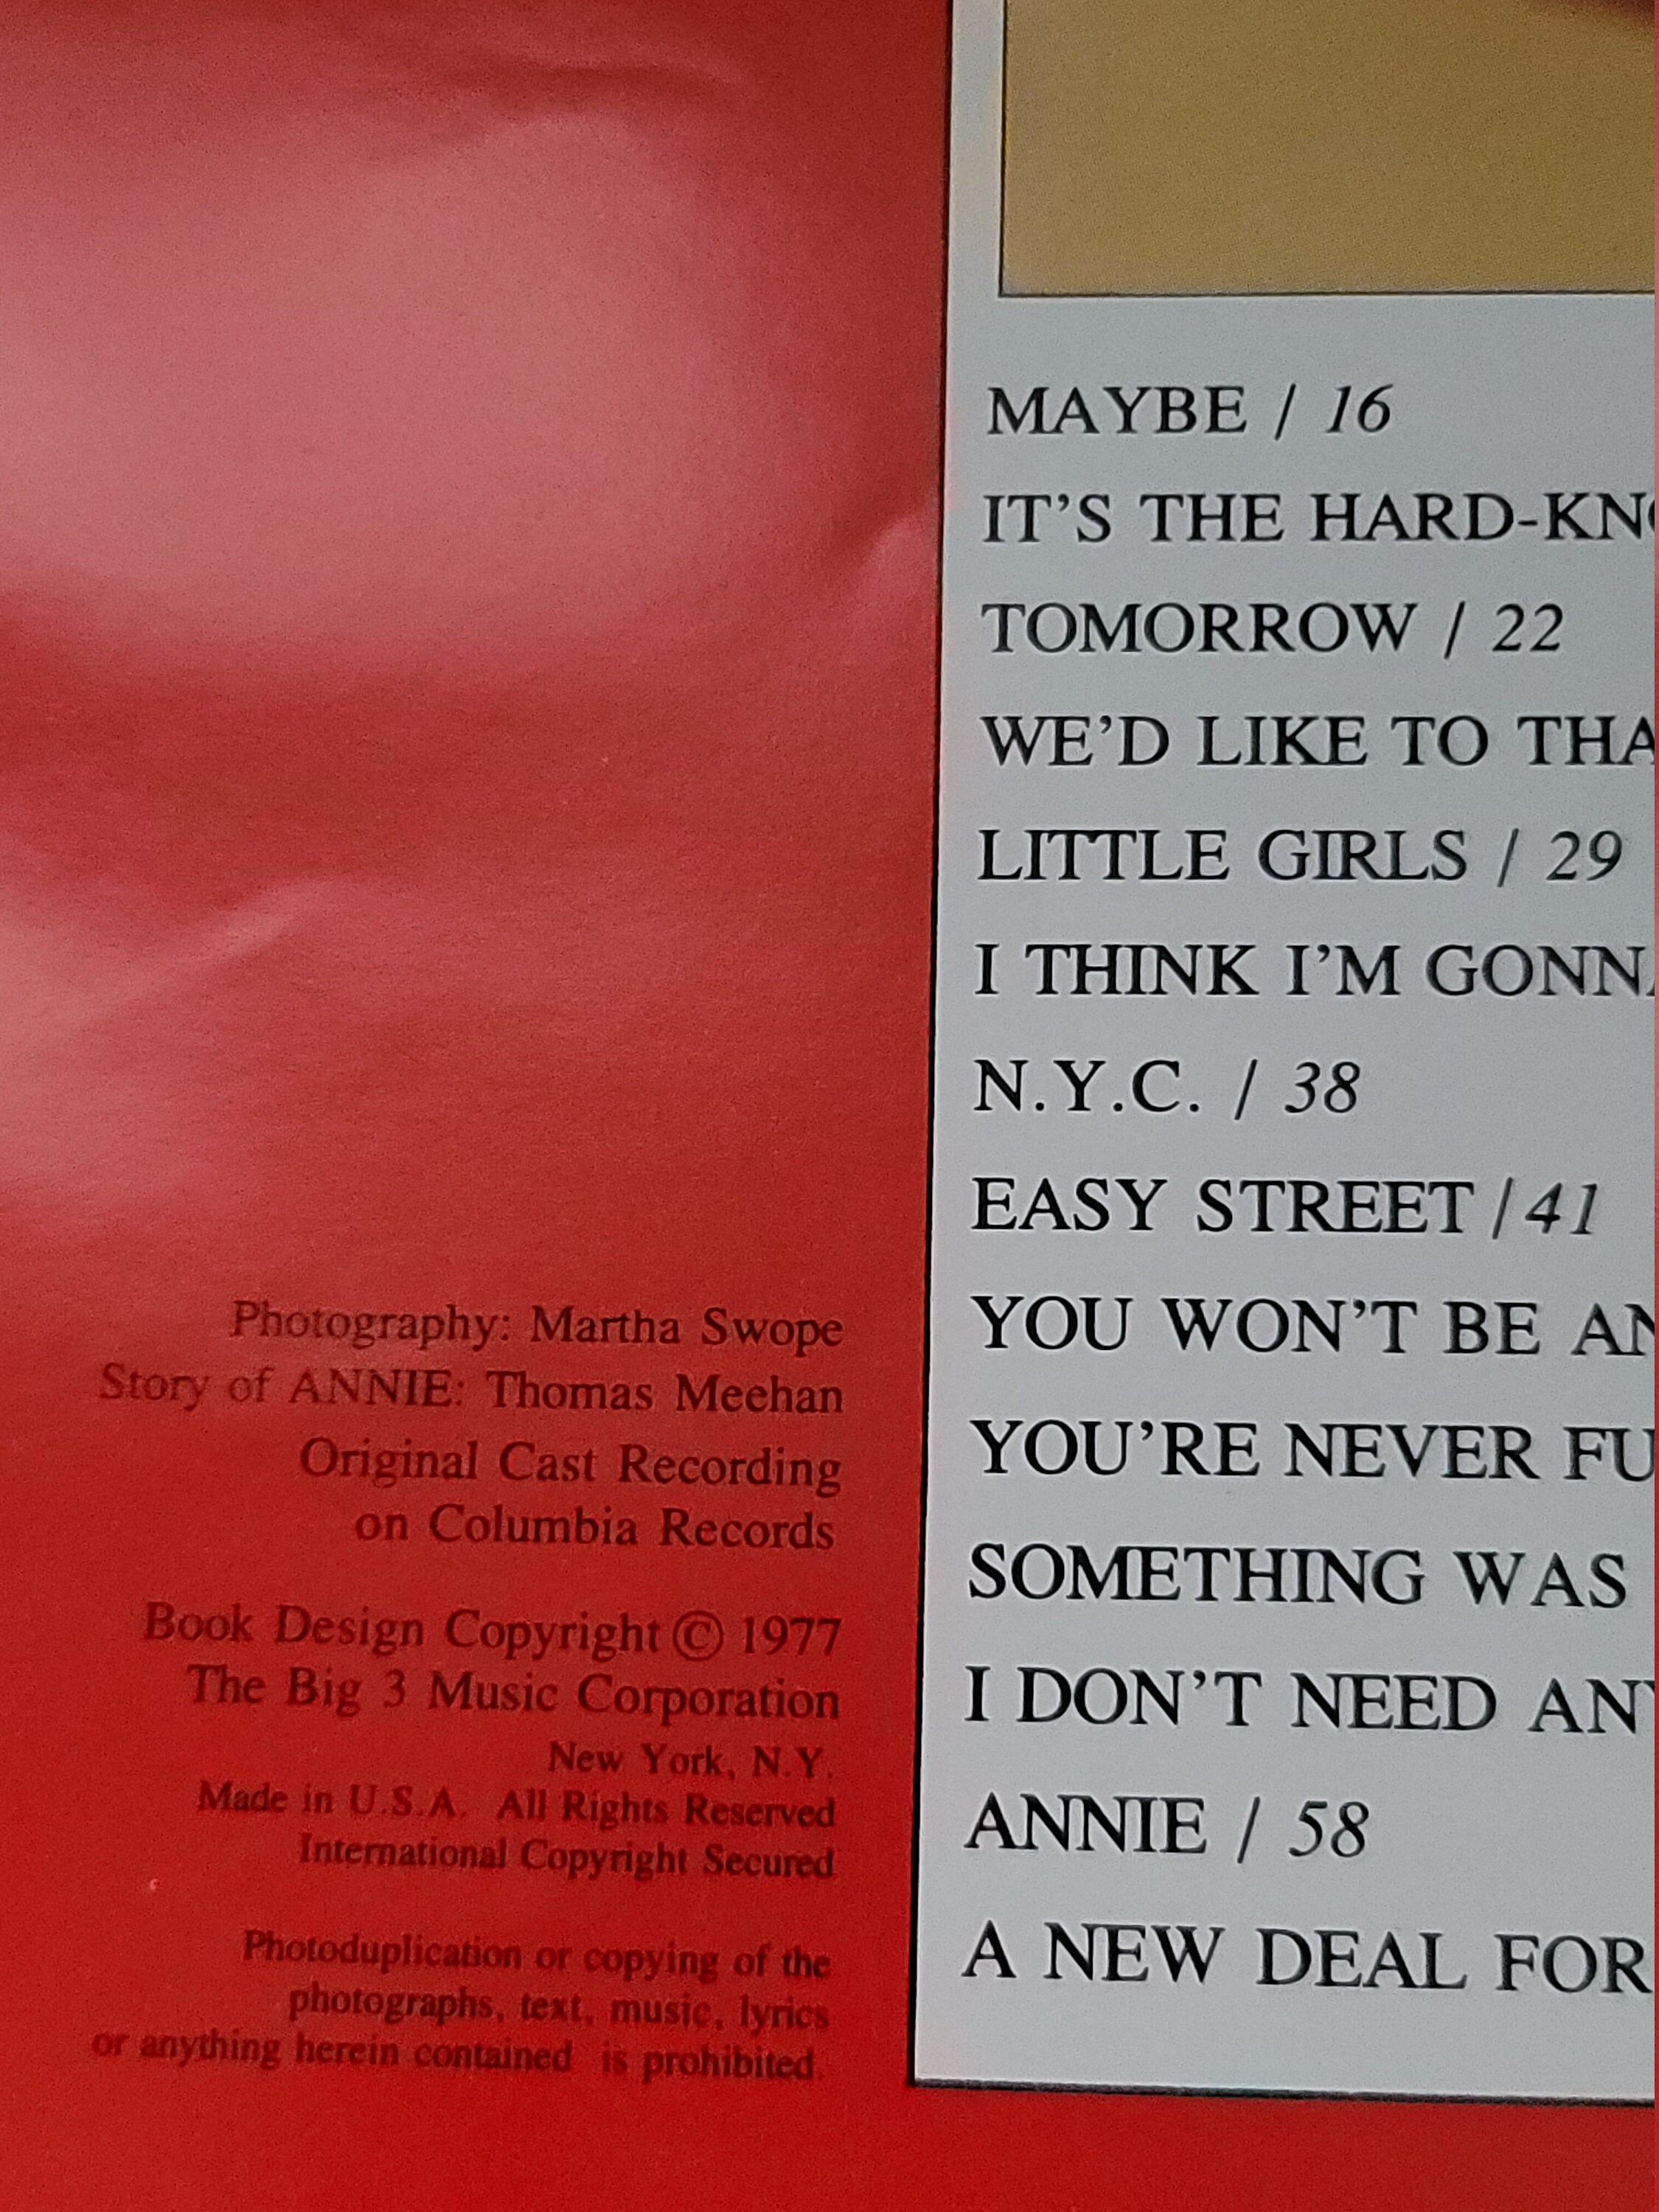 Photography: Martha Swope
Story of ANNIE: Thomas Meehan
Original Cast Recording
on Columbia Records
Book Design Copyright © 1977
The Big 3 Music Corporation
New York, N.Y.
Made in U.S.A. All Rights Reserved
International Copyright Secured
Photoduplication or copying of the
photographs, text, music, lyrics
or anything herein contained is prohibited.
MAYBE / 16
IT'S THE HARD-KN
TOMORROW / 22
WE'D LIKE TO THA
LITTLE GIRLS / 29
I THINK I'M GONNA
N.Y.C. / 38
EASY STREET / 41
YOU WON'T BE AN
YOU'RE NEVER FU
SOMETHING WAS
I DON'T NEED ANY
ANNIE / 58
A NEW DEAL FOR